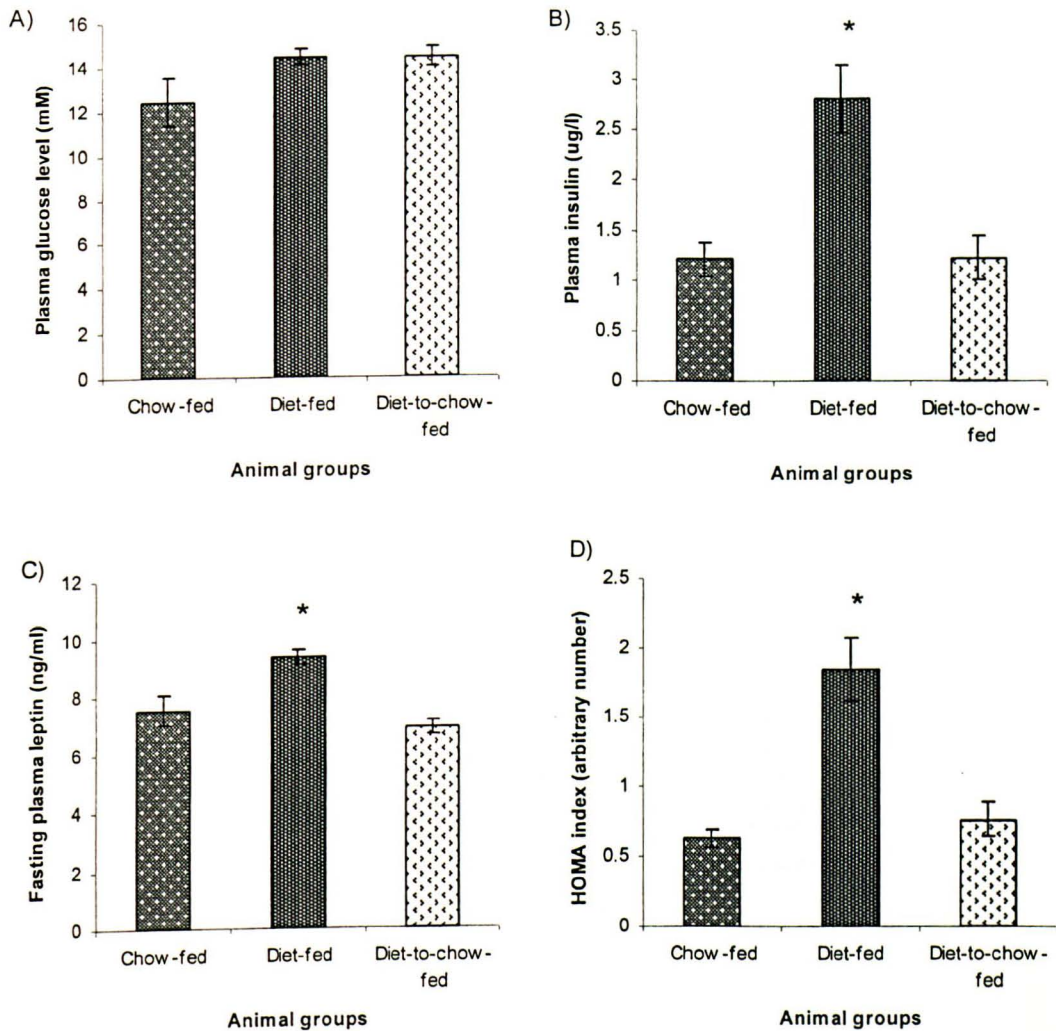 A)
Plasma glucose level (mM)
16
14
12
10
8
6
4
2
0
Chow-fed
Diet-fed
Diet-to-chow-
fed
Animal groups
B)
*
Plasma insulin (ug/l)
3.5
3
2.5
2
1.5
1
0.5
0
Chow-fed
Diet-fed
Diet-to-chow-
fed
Animal groups
C)
*
Fasting plasma leptin (ng/ml)
12
10
8
6
4
2
0
Chow-fed
Diet-fed
Diet-to-chow-
fed
Animal groups
D)
*
HOMA index (arbitrary number)
2.5
2
1.5
1
0.5
0
Chow-fed
Diet-fed
Diet-to-chow-
fed
Animal groups